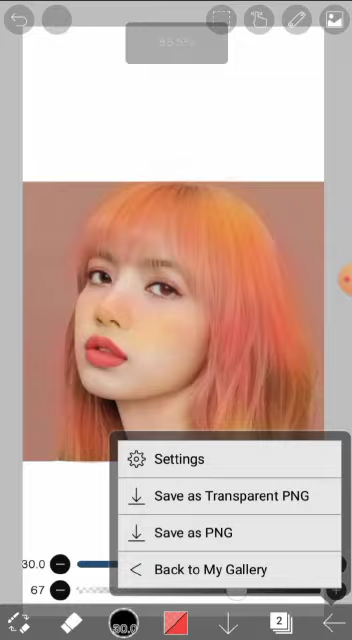 Settings
Save as Transparent PNG
Save as PNG
Back to My Gallery
30.0
67
30.0
2